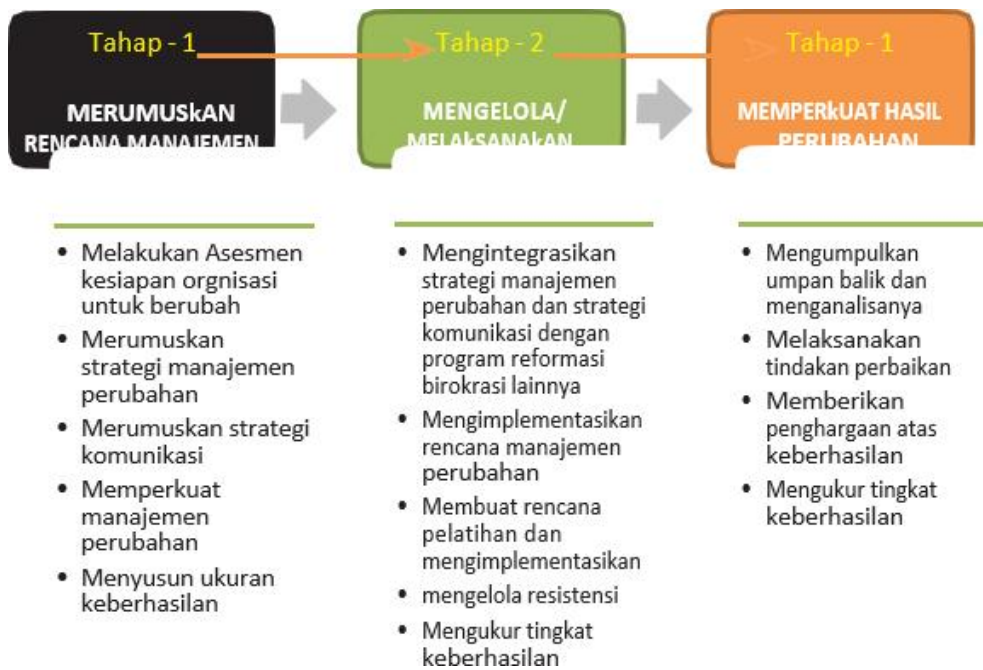 Tahap - 1
MERUMUSkAN
RENCANA MANAJEMEN
Tahap - 2
MENGELOLA/
MELAkSANAkAN
Tahap - 1
MEMPERkUAT HASIL
PERUBAHAN
• Melakukan Asesmen
kesiapan orgnisasi
untuk berubah
• Merumuskan
strategi manajemen
perubahan
• Merumuskan strategi
komunikasi
• Memperkuat
manajemen
perubahan
• Menyusun ukuran
keberhasilan
• Mengintegrasikan
strategi manajemen
perubahan dan strategi
komunikasi dengan
program reformasi
birokrasi lainnya
• Mengimplementasikan
rencana manajemen
perubahan
• Membuat rencana
pelatihan dan
mengimplementasikan
• mengelola resistensi
• Mengukur tingkat
keberhasilan
• Mengumpulkan
umpan balik dan
menganalisanya
• Melaksanakan
tindakan perbaikan
• Memberikan
penghargaan atas
keberhasilan
• Mengukur tingkat
keberhasilan